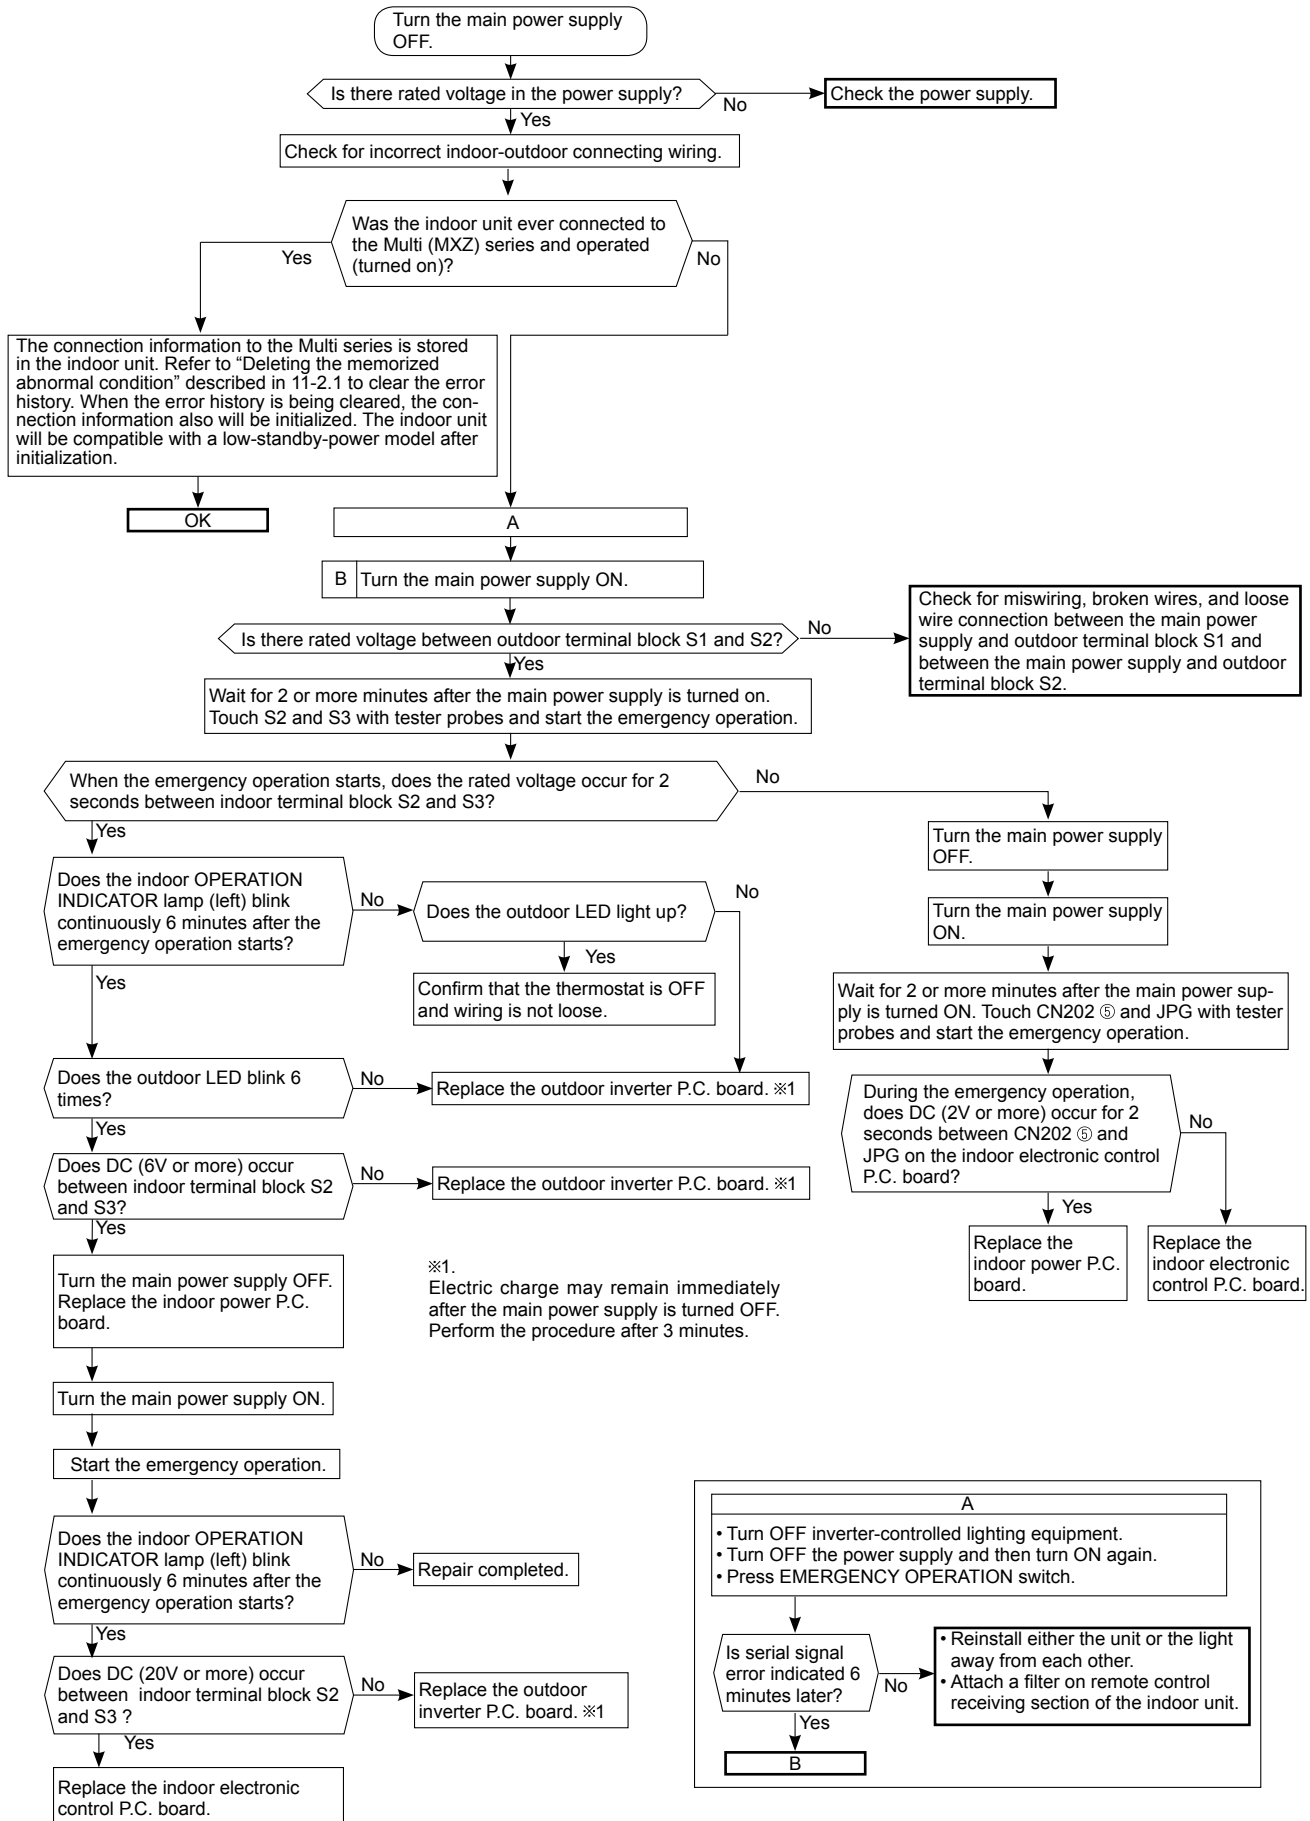 Turn the main power supply
OFF.
Is there rated voltage in the power supply?
No
Check the power supply.
Yes
Check for incorrect indoor-outdoor connecting wiring.
Was the indoor unit ever connected to
the Multi (MXZ) series and operated
(turned on)?
Yes
No
The connection information to the Multi series is stored
in the indoor unit. Refer to “Deleting the memorized
abnormal condition” described in 11-2.1 to clear the error
history. When the error history is being cleared, the con-
nection information also will be initialized. The indoor unit
will be compatible with a low-standby-power model after
initialization.
OK
A
B Turn the main power supply ON.
Is there rated voltage between outdoor terminal block S1 and S2?
No
Check for miswiring, broken wires, and loose
wire connection between the main power
supply and outdoor terminal block S1 and
between the main power supply and outdoor
terminal block S2.
Yes
Wait for 2 or more minutes after the main power supply is turned on.
Touch S2 and S3 with tester probes and start the emergency operation.
When the emergency operation starts, does the rated voltage occur for 2
seconds between indoor terminal block S2 and S3?
No
Yes
Turn the main power supply
OFF.
Turn the main power supply
ON.
Wait for 2 or more minutes after the main power sup-
ply is turned ON. Touch CN202 ⑤ and JPG with tester
probes and start the emergency operation.
During the emergency operation,
does DC (2V or more) occur for 2
seconds between CN202 ⑤ and
JPG on the indoor electronic control
P.C. board?
No
Yes
Replace the
indoor power P.C.
board.
Replace the
indoor electronic
control P.C. board.
Does the indoor OPERATION
INDICATOR lamp (left) blink
continuously 6 minutes after the
emergency operation starts?
No
Does the outdoor LED light up?
No
Yes
Confirm that the thermostat is OFF
and wiring is not loose.
Yes
Does the outdoor LED blink 6
times?
No
Replace the outdoor inverter P.C. board. ※1
Yes
Does DC (6V or more) occur
between indoor terminal block S2
and S3?
No
Replace the outdoor inverter P.C. board. ※1
Yes
Turn the main power supply OFF.
Replace the indoor power P.C.
board.
※1.
Electric charge may remain immediately
after the main power supply is turned OFF.
Perform the procedure after 3 minutes.
Turn the main power supply ON.
Start the emergency operation.
Does the indoor OPERATION
INDICATOR lamp (left) blink
continuously 6 minutes after the
emergency operation starts?
No
Repair completed.
Yes
Does DC (20V or more) occur
between indoor terminal block S2
and S3 ?
No
Replace the outdoor
inverter P.C. board. ※1
Yes
Replace the indoor electronic
control P.C. board.
A
• Turn OFF inverter-controlled lighting equipment.
• Turn OFF the power supply and then turn ON again.
• Press EMERGENCY OPERATION switch.
Is serial signal
error indicated 6
minutes later?
No
• Reinstall either the unit or the light
away from each other.
• Attach a filter on remote control
receiving section of the indoor unit.
Yes
B